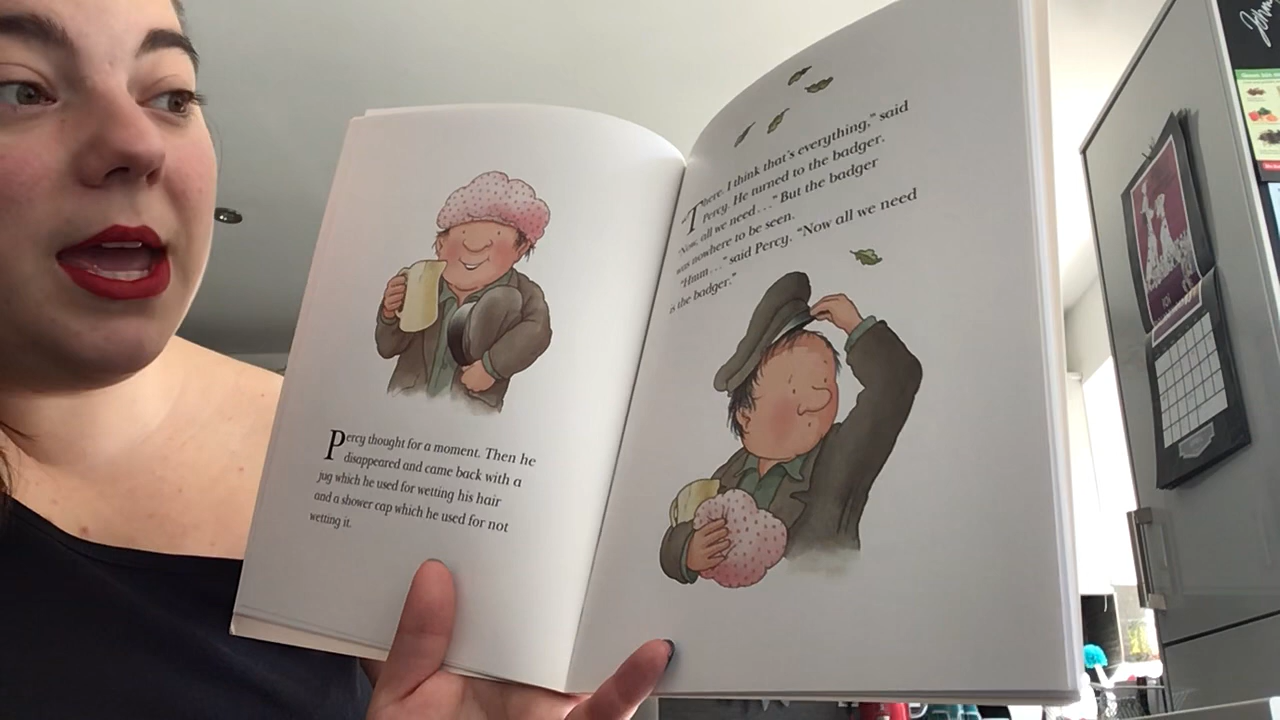 Percy thought for a moment. Then he
disappeared and came back with a
jug which he used for wetting his hair
and a shower cap which he used for not
wetting it.
"There. I think that's everything," said
Percy. He turned to the badger.
"Now, all we need..." But the badger
was nowhere to be seen.
"Hmm..." said Percy. "Now all we need
is the badger."